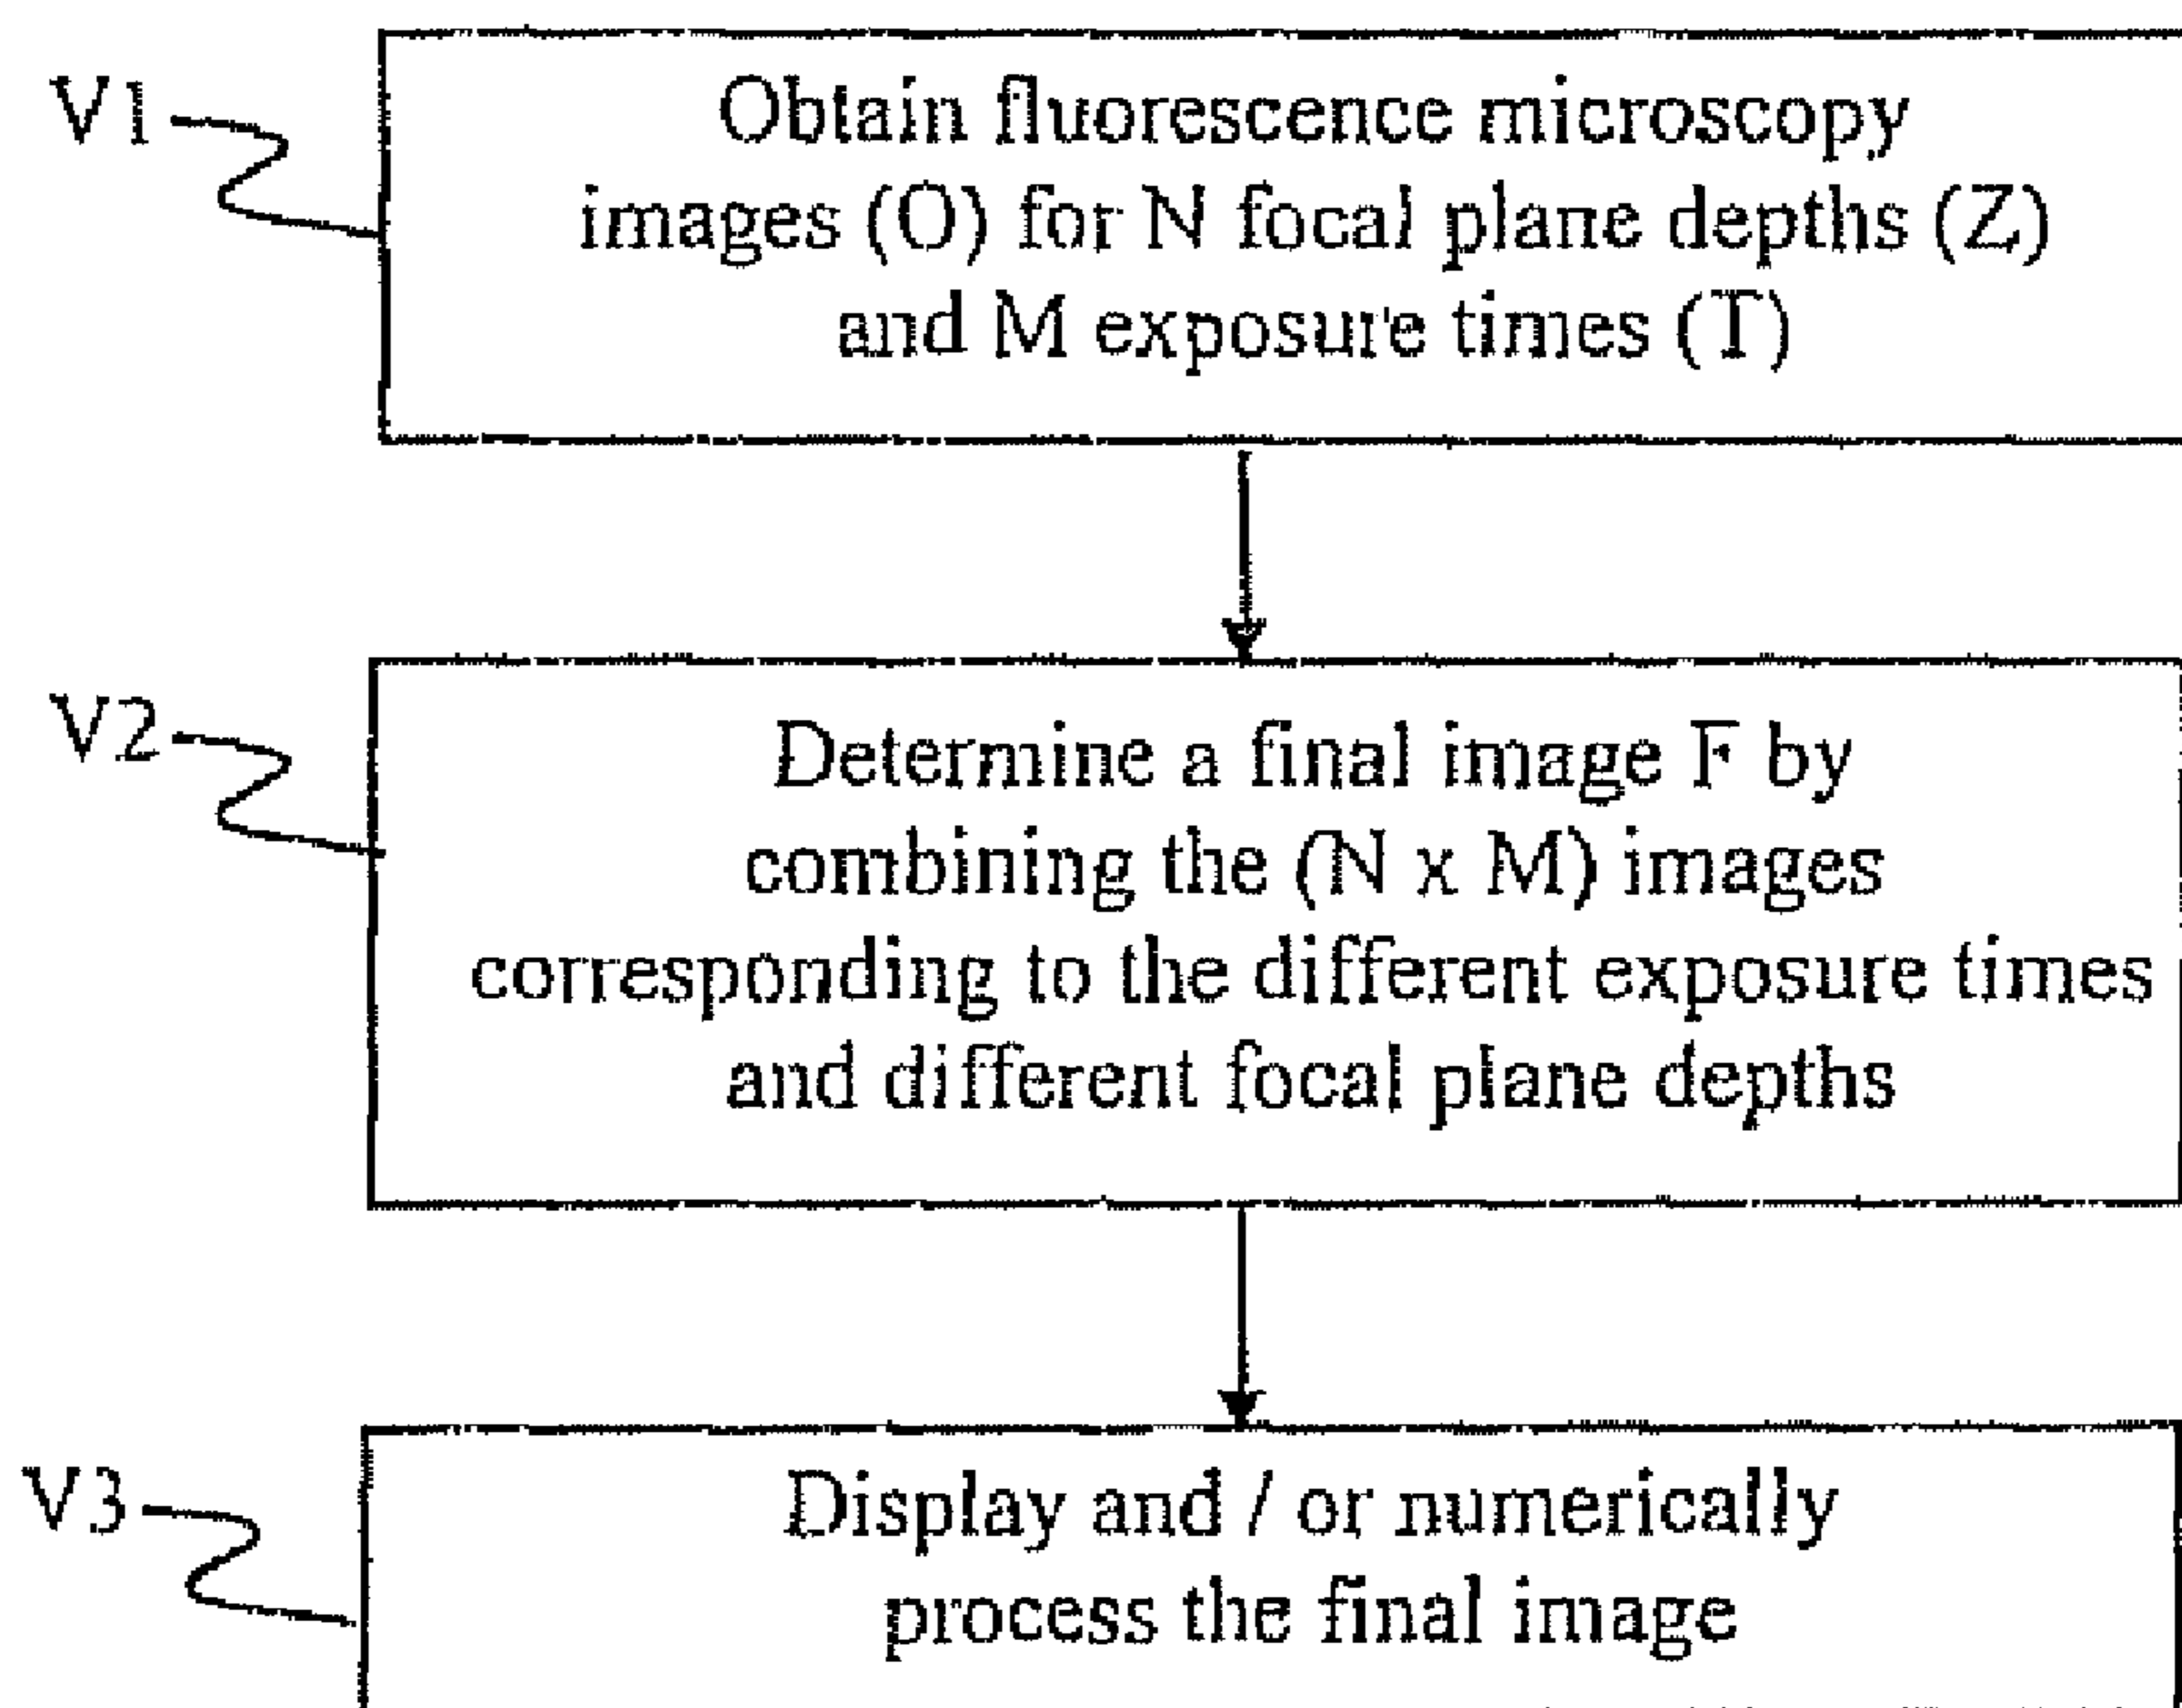 V1
Obtain fluorescence microscopy
images (O) for N focal plane depths (Z)
and M exposure times (T)
V2
Determine a final image F by
combining the (N x M) images
corresponding to the different exposure times
and different focal plane depths
V3
Display and / or numerically
process the final image